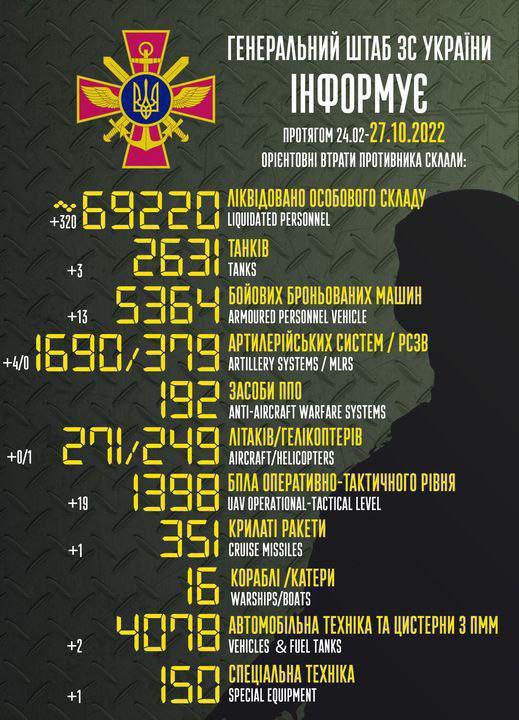 ГЕНЕРАЛЬНИЙ ШТАБ ЗС УКРАЇНИ
ІНФОРМУЄ
ПРОТЯГОМ 24.02-27.10.2022
ОРІЄНТОВНІ ВТРАТИ ПРОТИВНИКА СКЛАЛИ:
+320 ~69220 ЛІКВІДОВАНО ОСОБОВОГО СКЛАДУ
LIQUIDATED PERSONNEL
+3 2631 ТАНКІВ
TANKS
+13 5364 БОЙОВИХ БРОНЬОВАНИХ МАШИН
ARMOURED PERSONNEL VEHICLE
+4/0 1690/379 АРТИЛЕРІЙСЬКИХ СИСТЕМ / РСЗВ
ARTILLERY SYSTEMS / MLRS
192 ЗАСОБИ ППО
ANTI-AIRCRAFT WARFARE SYSTEMS
+0/1 271/249 ЛІТАКІВ/ГЕЛІКОПТЕРІВ
AIRCRAFT/HELICOPTERS
+19 1398 БПЛА ОПЕРАТИВНО-ТАКТИЧНОГО РІВНЯ
UAV OPERATIONAL-TACTICAL LEVEL
+1 351 КРИЛАТІ РАКЕТИ
CRUISE MISSILES
16 КОРАБЛІ /КАТЕРИ
WARSHIPS/BOATS
+2 4078 АВТОМОБІЛЬНА ТЕХНІКА ТА ЦИСТЕРНИ З ПММ
VEHICLES & FUEL TANKS
+1 150 СПЕЦІАЛЬНА ТЕХНІКА
SPECIAL EQUIPMENT